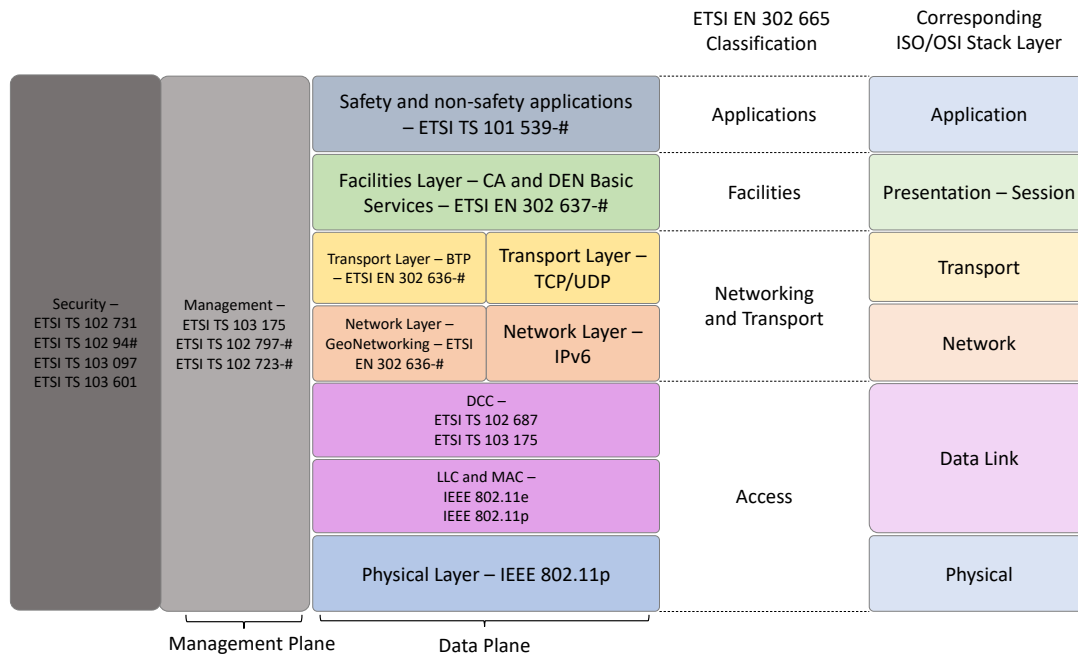 ETSI EN 302 665
Classification
Corresponding
ISO/OSI Stack Layer
Security –
ETSI TS 102 731
ETSI TS 102 94#
ETSI TS 103 097
ETSI TS 103 601
Management –
ETSI TS 103 175
ETSI TS 102 797-#
ETSI TS 102 723-#
Safety and non-safety applications
– ETSI TS 101 539-#
Applications
Application
Facilities Layer – CA and DEN Basic
Services – ETSI EN 302 637-#
Facilities
Presentation – Session
Transport Layer – BTP
– ETSI EN 302 636-#
Transport Layer –
TCP/UDP
Networking
and Transport
Transport
Network Layer –
GeoNetworking – ETSI
EN 302 636-#
Network Layer –
IPv6
Network
DCC –
ETSI TS 102 687
ETSI TS 103 175
LLC and MAC –
IEEE 802.11e
IEEE 802.11p
Access
Data Link
Physical Layer – IEEE 802.11p
Physical
Management Plane
Data Plane